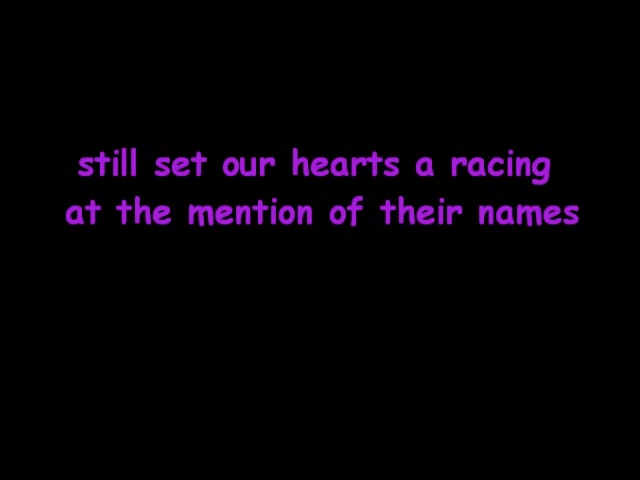 still set our hearts a racing
at the mention of their names